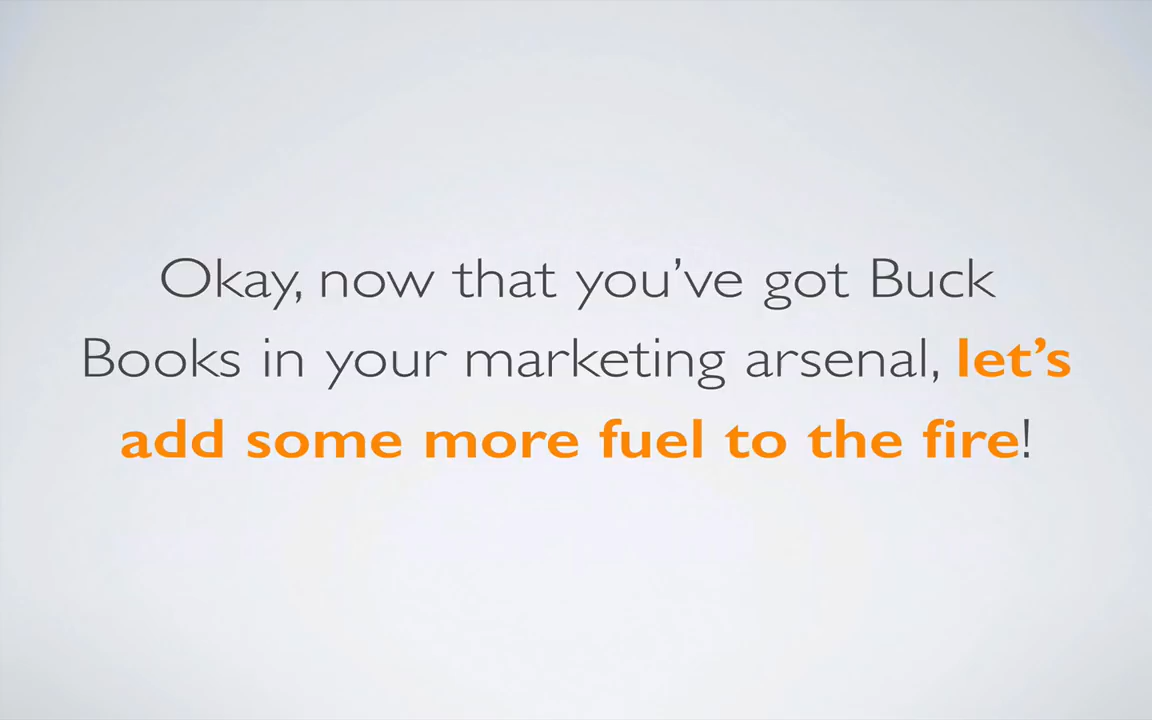 Okay, now that you’ve got Buck
Books in your marketing arsenal, let’s
add some more fuel to the fire!